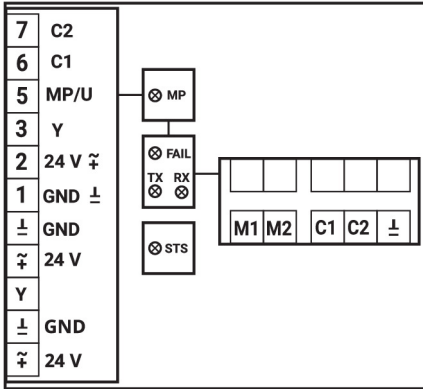 7 C2
6 C1
5 MP/U
3 Y
2 24 V ⏦
1 GND ⊥
⊥ GND
⏦ 24 V
Y
⊥ GND
⏦ 24 V
MP
FAIL
TX RX
STS
M1 M2 C1 C2 ⊥